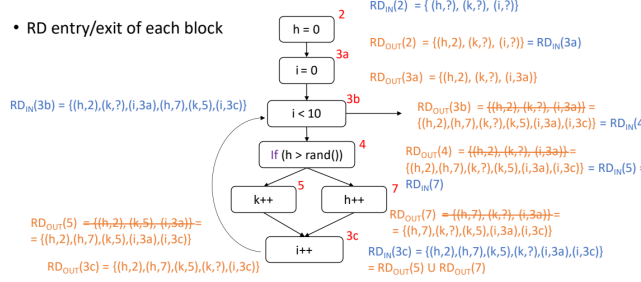 RD_IN(2) = { (h,?), (k,?), (i,?)}
• RD entry/exit of each block
2
h = 0
RD_OUT(2) = {(h,2), (k,?), (i,?)} = RD_IN(3a)
3a
i = 0
RD_OUT(3a) = {(h,2), (k,?), (i,3a)}
RD_IN(3b) = {(h,2),(k,?),(i,3a),(h,7),(k,5),(i,3c)}
3b
i < 10
RD_OUT(3b) = {(h,2), (k,?), (i,3a)} =
{(h,2),(h,7),(k,?),(k,5),(i,3a),(i,3c)} = RD_IN(4
4
If (h > rand())
RD_OUT(4) = {(h,2), (k,?), (i,3a)} =
{(h,2),(h,7),(k,?),(k,5),(i,3a),(i,3c)} = RD_IN(5) =
RD_IN(7)
5
k++
7
h++
RD_OUT(5) = {(h,2), (k,5), (i,3a)} =
= {(h,2),(h,7),(k,5),(i,3a),(i,3c)}
RD_OUT(7) = {(h,7), (k,?), (i,3a)} =
= {(h,7),(k,?),(k,5),(i,3a),(i,3c)}
3c
i++
RD_OUT(3c) = {(h,2),(h,7),(k,5),(k,?),(i,3c)}
RD_IN(3c) = {(h,2),(h,7),(k,5),(k,?),(i,3a),(i,3c)}
= RD_OUT(5) U RD_OUT(7)